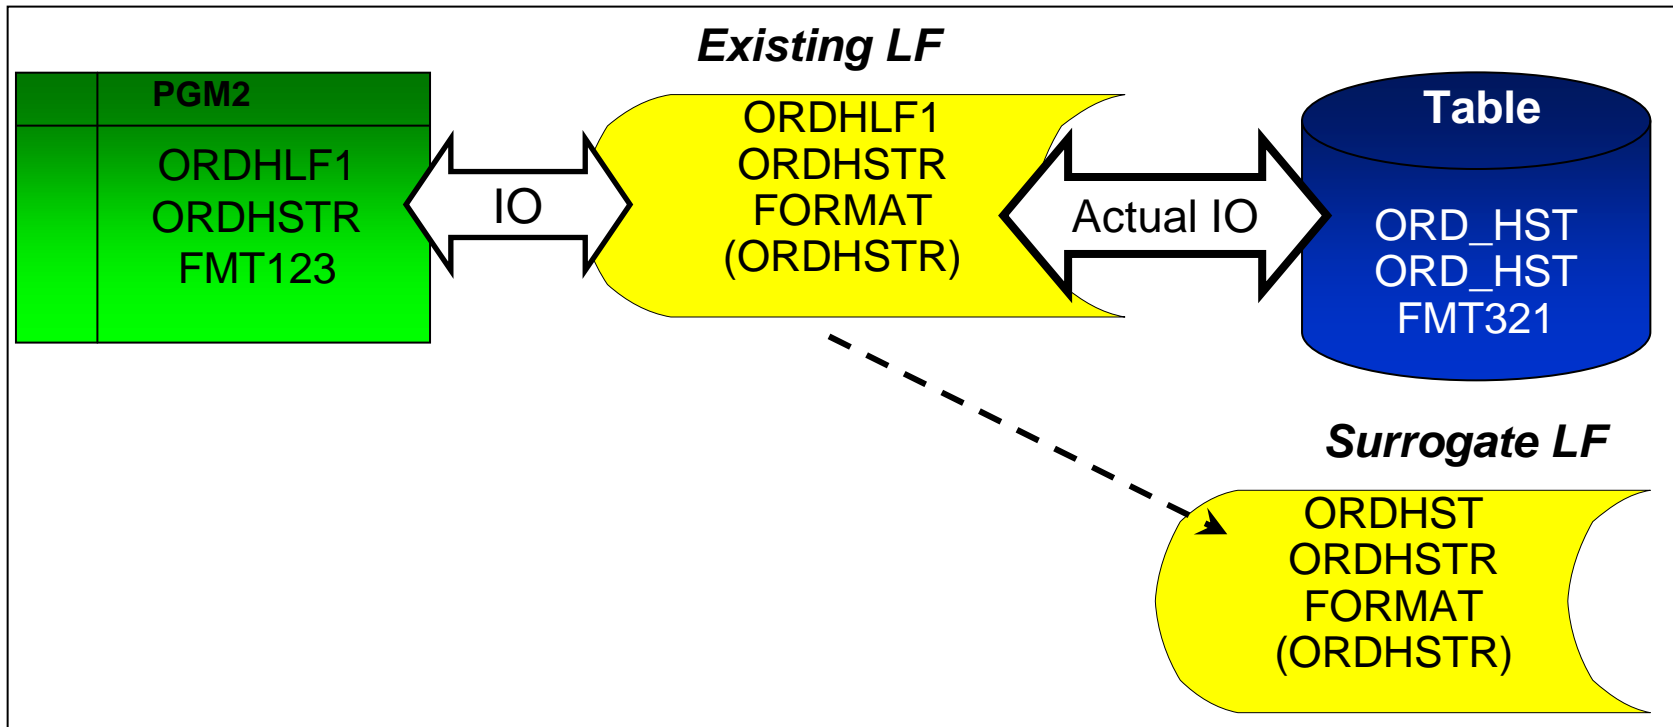 Existing LF
PGM2
ORDHLF1
ORDHSTR
FMT123
IO
ORDHLF1
ORDHSTR
FORMAT
(ORDHSTR)
Actual IO
Table
ORD_HST
ORD_HST
FMT321
Surrogate LF
ORDHST
ORDHSTR
FORMAT
(ORDHSTR)